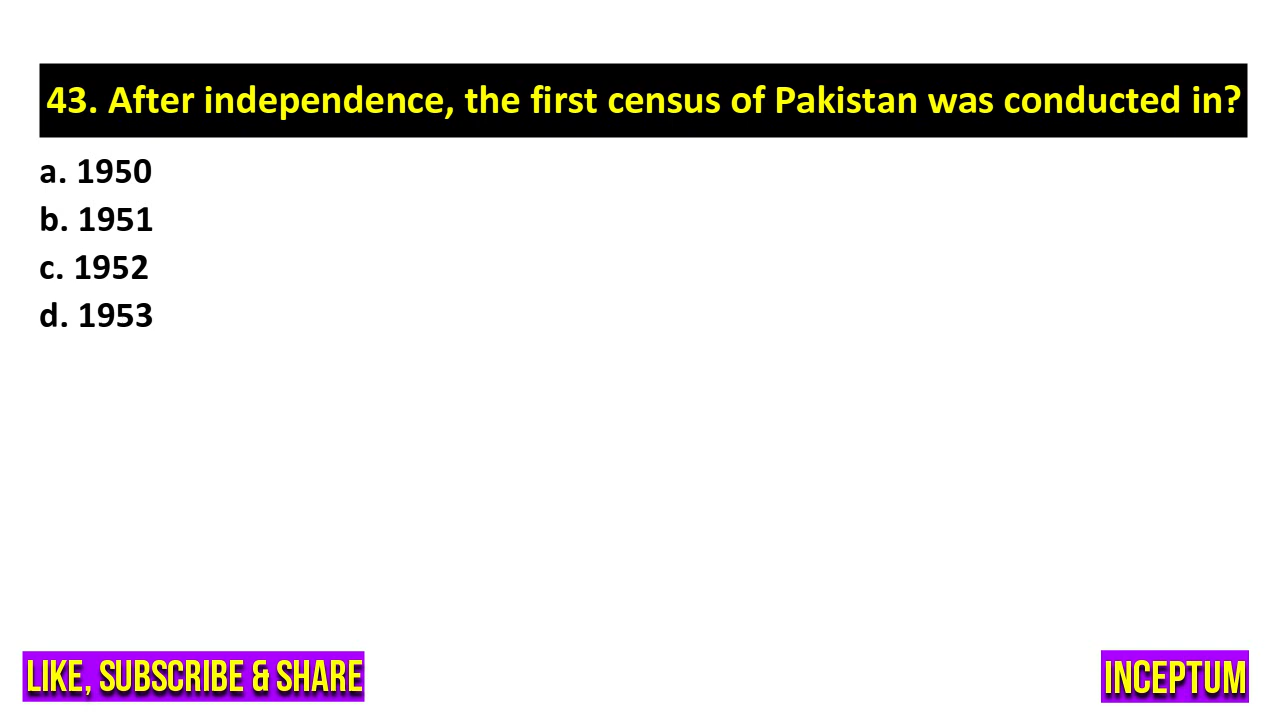 43. After independence, the first census of Pakistan was conducted in?
a. 1950
b. 1951
c. 1952
d. 1953
LIKE, SUBSCRIBE & SHARE
INCEPTUM